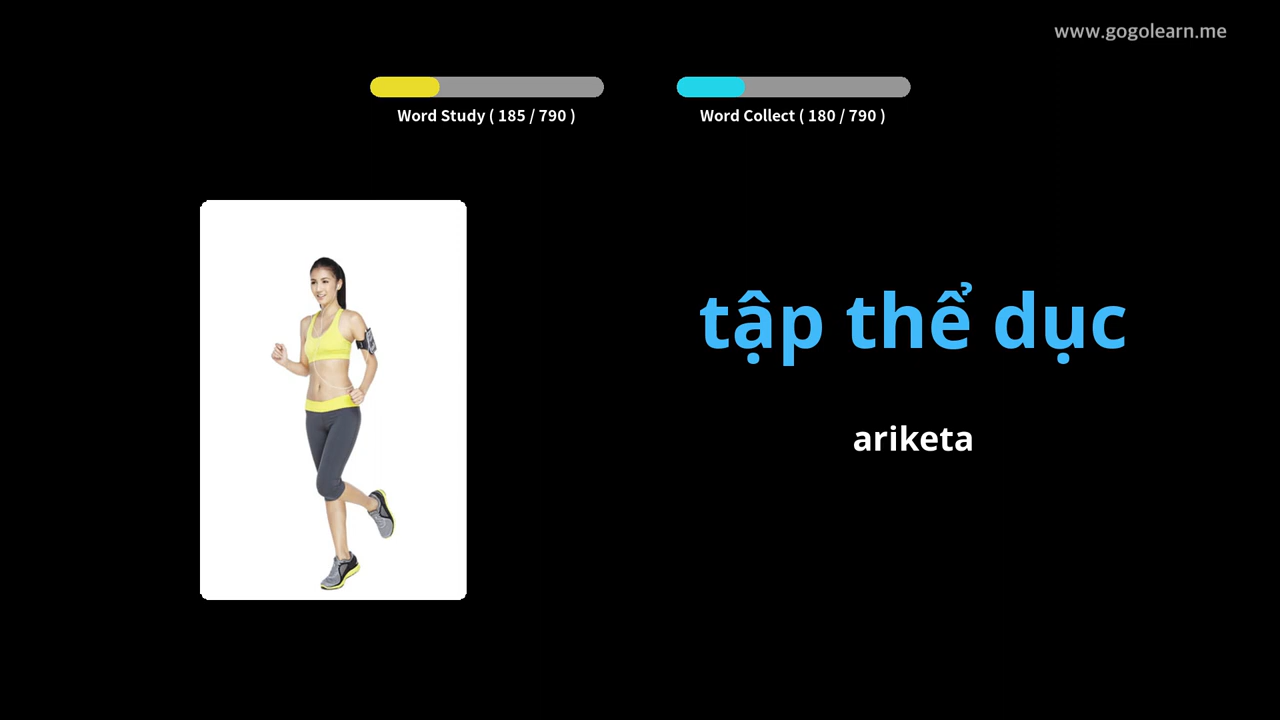 www.gogolearn.me
Word Study ( 185 / 790 )
Word Collect ( 180 / 790 )
tập thể dục
ariketa